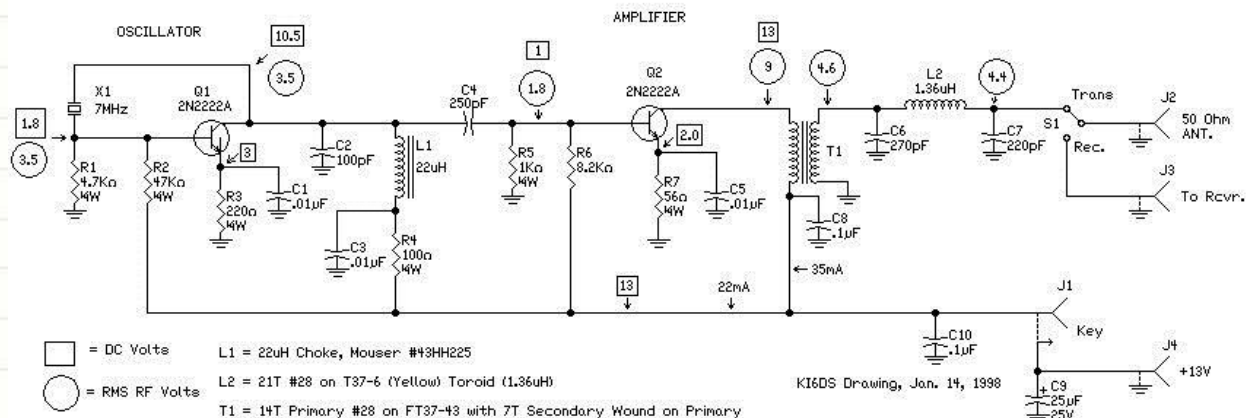 AMPLIFIER
OSCILLATOR
10.5
3.5
X1
7MHz
1.8
3.5
Q1
2N2222A
3
R1
4.7KΩ
¼W
R2
47KΩ
¼W
R3
220Ω
¼W
C1
.01µF
C2
100pF
L1
22uH
C3
.01µF
R4
100Ω
¼W
C4
250pF
1
1.8
R5
1KΩ
¼W
R6
8.2KΩ
Q2
2N2222A
2.0
R7
56Ω
¼W
C5
.01µF
13
9
4.6
T1
C8
.1µF
35mA
C6
270pF
L2
1.36uH
4.4
C7
220pF
Trans
S1
Rec.
J2
50 Ohm
ANT.
J3
To Rcvr.
13
22mA
C10
.1µF
J1
Key
J4
+13V
+
C9
25µF
25V
= DC Volts
= RMS RF Volts
L1 = 22uH Choke, Mouser #43HH225
L2 = 21T #28 on T37-6 (Yellow) Toroid (1.36uH)
T1 = 14T Primary #28 on FT37-43 with 7T Secondary Wound on Primary
KI6DS Drawing, Jan. 14, 1998